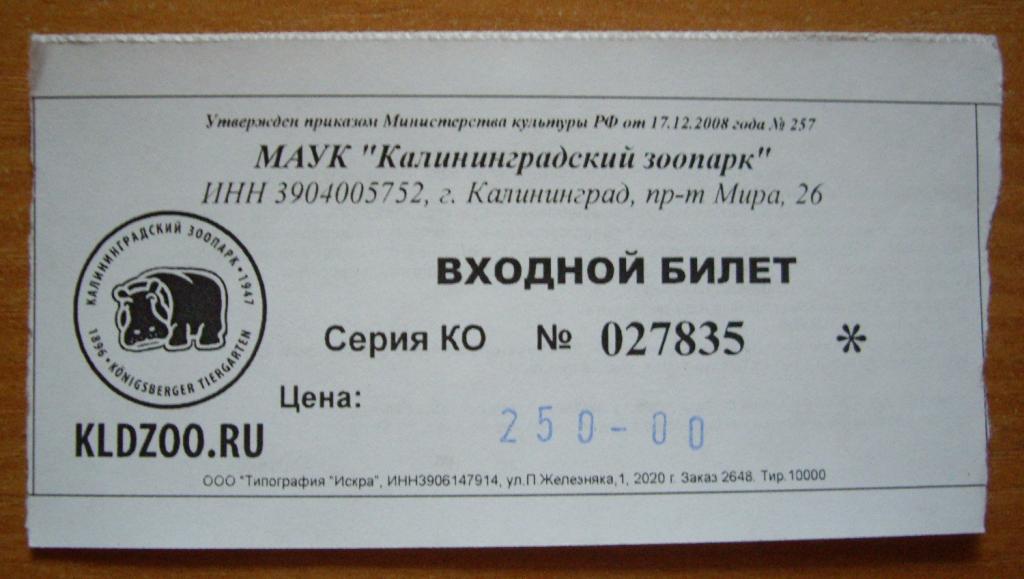 Утвержден приказом Министерства культуры РФ от 17.12.2008 года № 257
МАУК "Калининградский зоопарк"
ИНН 3904005752, г. Калининград, пр-т Мира, 26
КАЛИНИНГРАДСКИЙ ЗООПАРК • 1947
1896 • KÖNIGSBERGER TIERGARTEN
KLDZOO.RU
ВХОДНОЙ БИЛЕТ
Серия КО № 027835 *
Цена:
250-00
ООО "Типография "Искра", ИНН3906147914, ул.П.Железняка,1, 2020 г. Заказ 2648. Тир.10000